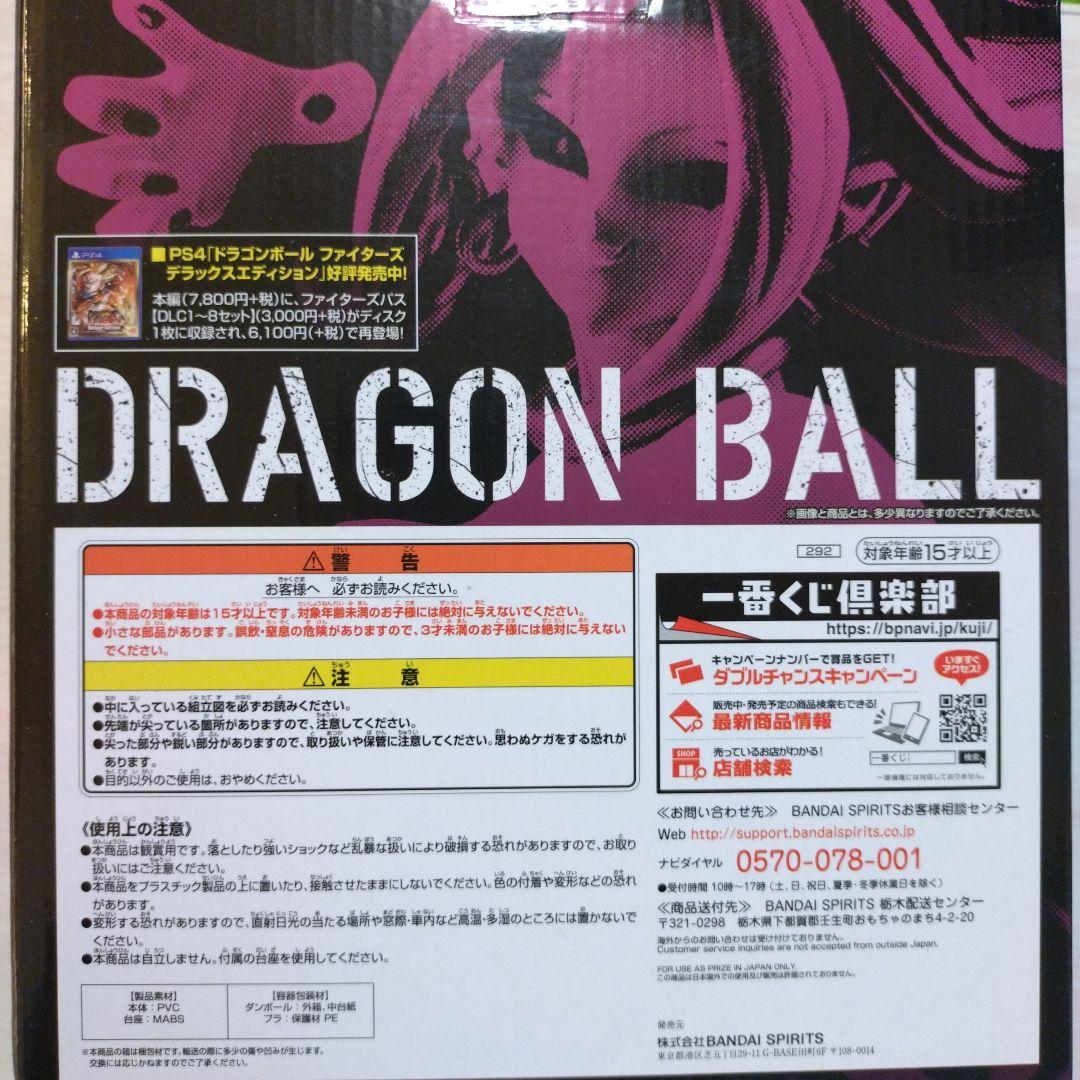 PS4
■PS4「ドラゴンボール ファイターズ
デラックスエディション」好評発売中!
本編(7,800円+税)に、ファイターズパス
【DLC1~8セット】(3,000円+税)がディスク
1枚に収録され、6,100円(+税)で再登場!
DRAGON BALL
※画像と商品とは、多少異なりますのでご了承ください。
⚠警告
お客様へ 必ずお読みください。
●本商品の対象年齢は15才以上です。対象年齢未満のお子様には絶対に与えないでください。
●小さな部品があります。誤飲・窒息の危険がありますので、3才未満のお子様には絶対に与えない
でください。
⚠注意
●中に入っている組立図を必ずお読みください。
●先端が尖っている箇所がありますので、注意してください。
●尖った部分や鋭い部分がありますので、取り扱いや保管に注意してください。思わぬケガをする恐れが
あります。
●目的以外のご使用は、おやめください。
《使用上の注意》
●本商品は観賞用です。落としたり強いショックなど乱暴な扱いにより破損する恐れがありますので、お取り
扱いにはご注意ください。
●本商品をプラスチック製品の上に置いたり、接触させたままにしないでください。色の付着や変形などの恐れ
があります。
●変形する恐れがありますので、直射日光の当たる場所や窓際・車内など高温・多湿のところには置かないで
ください。
●本商品は自立しません。付属の台座を使用してください。
【製品素材】
本体:PVC
台座:MABS
【容器包装材】
ダンボール:外箱、中台紙
プラ:保護材 PE
※本商品の箱は梱包材です。輸送の際に多少の傷や凹みが生じます。
交換には応じかねますのでご了承ください。
292
対象年齢15才以上
一番くじ倶楽部
https://bpnavi.jp/kuji/
キャンペーンナンバーで賞品をGET!
ダブルチャンスキャンペーン
いますぐ
アクセス!
販売中・発売予定の商品検索もできる!
最新商品情報
SHOP
売っているお店がわかる!
店舗検索
一番くじ
検索
一部機種には対応しておりません。
≪お問い合わせ先≫ BANDAI SPIRITSお客様相談センター
Web http://support.bandaispirits.co.jp
ナビダイヤル 0570-078-001
●受付時間 10時~17時(土、日、祝日、夏季・冬季休業日を除く)
≪商品送付先≫ BANDAI SPIRITS 栃木配送センター
〒321-0298 栃木県下都賀郡壬生町おもちゃのまち4-2-20
海外からのお問い合わせは受け付けておりません。
Customer service inquiries are not accepted from outside Japan.
FOR USE AS PRIZE IN JAPAN ONLY
この商品は日本国外での使用及び販売は許諾されておりません。
発売元
株式会社BANDAI SPIRITS
東京都港区芝五丁目29-11 G-BASE田町6F 〒108-0014